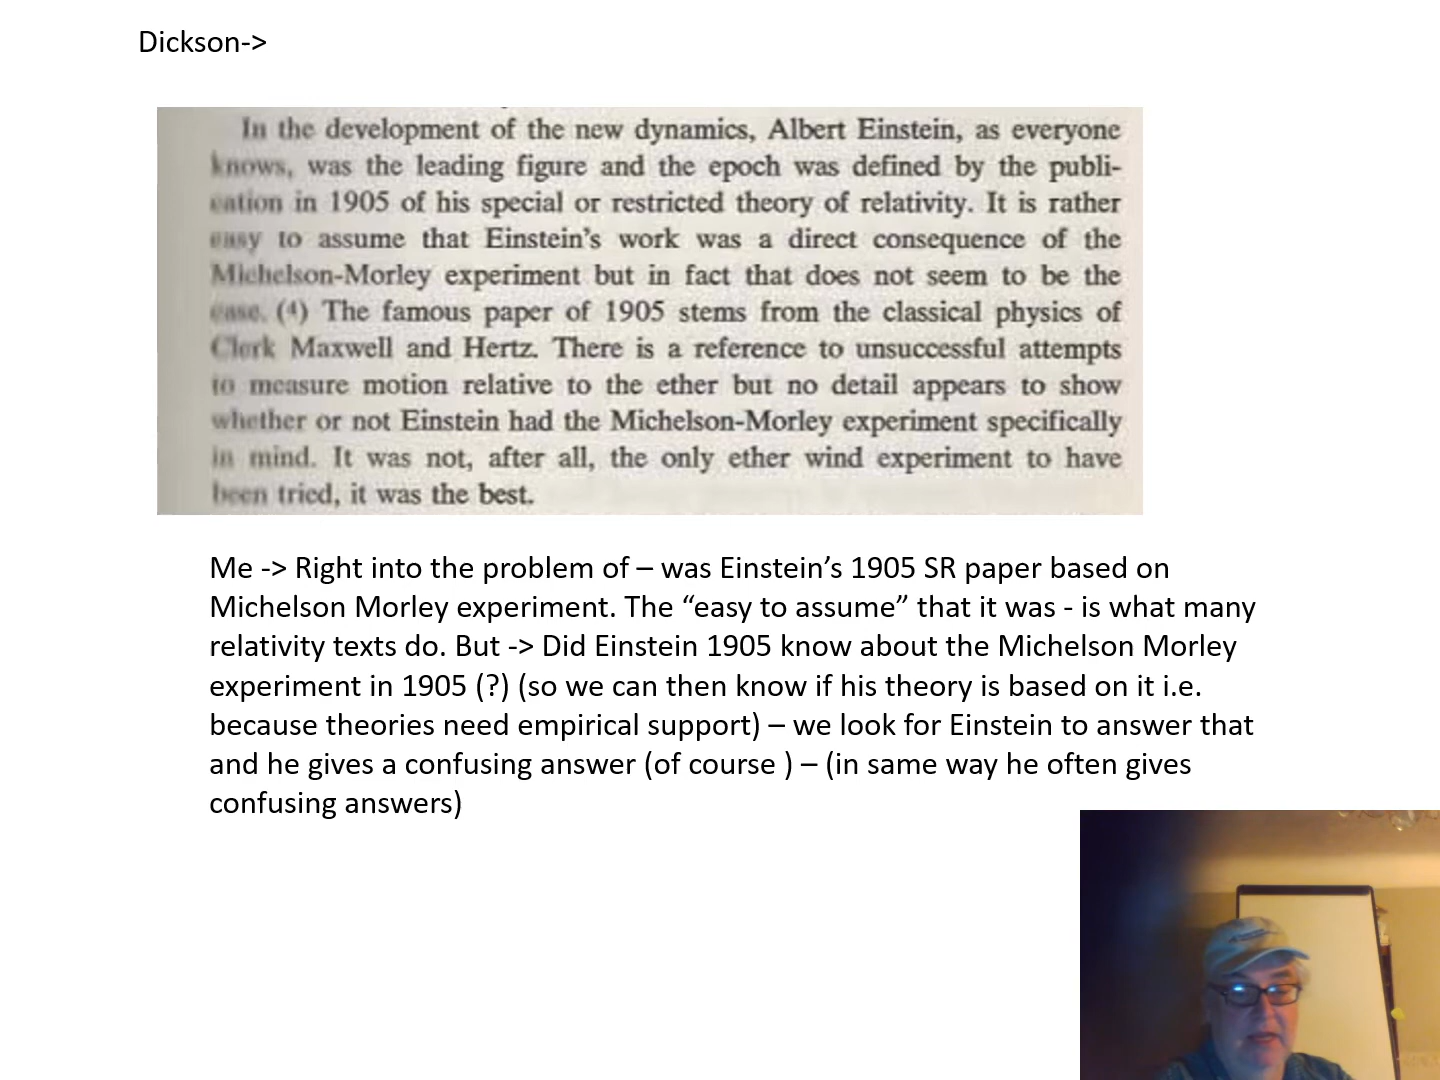 Dickson->
In the development of the new dynamics, Albert Einstein, as everyone
knows, was the leading figure and the epoch was defined by the publi-
cation in 1905 of his special or restricted theory of relativity. It is rather
easy to assume that Einstein's work was a direct consequence of the
Michelson-Morley experiment but in fact that does not seem to be the
case. (⁴) The famous paper of 1905 stems from the classical physics of
Clerk Maxwell and Hertz. There is a reference to unsuccessful attempts
to measure motion relative to the ether but no detail appears to show
whether or not Einstein had the Michelson-Morley experiment specifically
in mind. It was not, after all, the only ether wind experiment to have
been tried, it was the best.
Me -> Right into the problem of – was Einstein’s 1905 SR paper based on
Michelson Morley experiment. The “easy to assume” that it was - is what many
relativity texts do. But -> Did Einstein 1905 know about the Michelson Morley
experiment in 1905 (?) (so we can then know if his theory is based on it i.e.
because theories need empirical support) – we look for Einstein to answer that
and he gives a confusing answer (of course ) – (in same way he often gives
confusing answers)